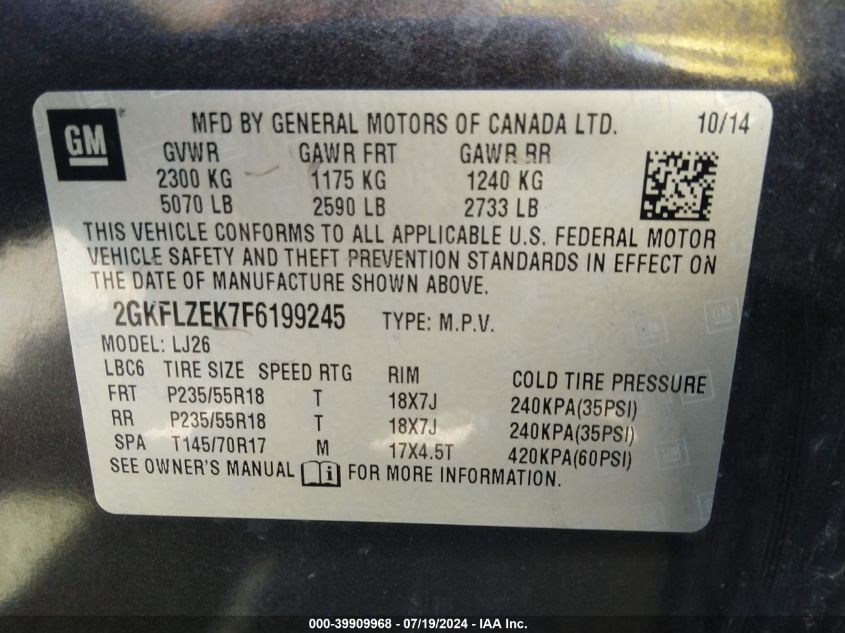 GM
MFD BY GENERAL MOTORS OF CANADA LTD. 10/14
GVWR GAWR FRT GAWR RR
2300 KG 1175 KG 1240 KG
5070 LB 2590 LB 2733 LB
THIS VEHICLE CONFORMS TO ALL APPLICABLE U.S. FEDERAL MOTOR
VEHICLE SAFETY AND THEFT PREVENTION STANDARDS IN EFFECT ON
THE DATE OF MANUFACTURE SHOWN ABOVE.
2GKFLZEK7F6199245 TYPE: M.P.V.
MODEL: LJ26
LBC6 TIRE SIZE SPEED RTG RIM COLD TIRE PRESSURE
FRT P235/55R18 T 18X7J 240KPA(35PSI)
RR P235/55R18 T 18X7J 240KPA(35PSI)
SPA T145/70R17 M 17X4.5T 420KPA(60PSI)
SEE OWNER'S MANUAL i FOR MORE INFORMATION.
000-39909968 - 07/19/2024 - IAA Inc.